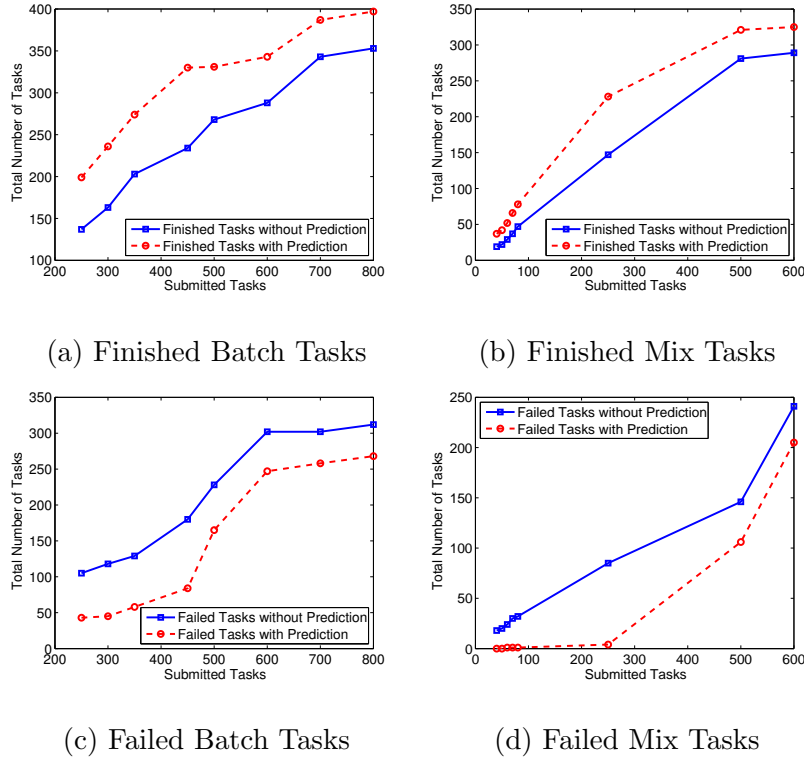 400
350
300
250
200
150
100
200 300 400 500 600 700 800
Total Number of Tasks
Submitted Tasks
Finished Tasks without Prediction
Finished Tasks with Prediction
(a) Finished Batch Tasks
350
300
250
200
150
100
50
0
0 100 200 300 400 500 600
Total Number of Tasks
Submitted Tasks
Finished Tasks without Prediction
Finished Tasks with Prediction
(b) Finished Mix Tasks
350
300
250
200
150
100
50
0
200 300 400 500 600 700 800
Total Number of Tasks
Submitted Tasks
Failed Tasks without Prediction
Failed Tasks with Prediction
(c) Failed Batch Tasks
250
200
150
100
50
0
0 100 200 300 400 500 600
Total Number of Tasks
Submitted Tasks
Failed Tasks without Prediction
Failed Tasks with Prediction
(d) Failed Mix Tasks